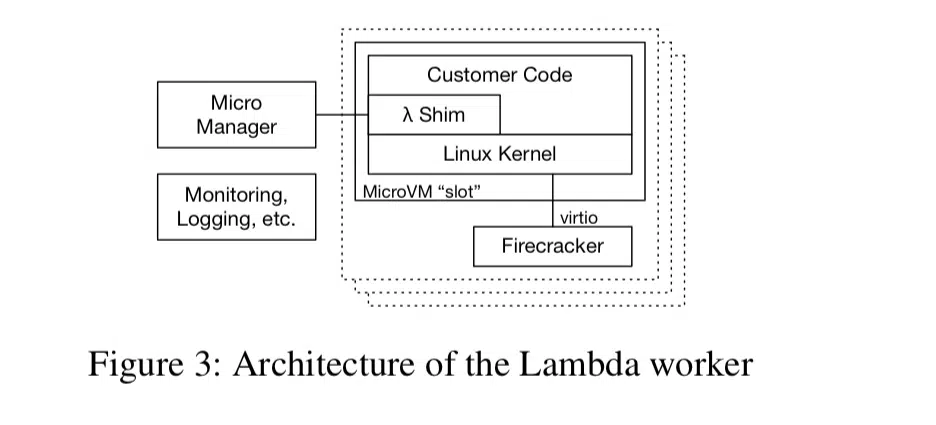 Customer Code
Micro
Manager
λ Shim
Linux Kernel
MicroVM “slot”
Monitoring,
Logging, etc.
virtio
Firecracker
Figure 3: Architecture of the Lambda worker